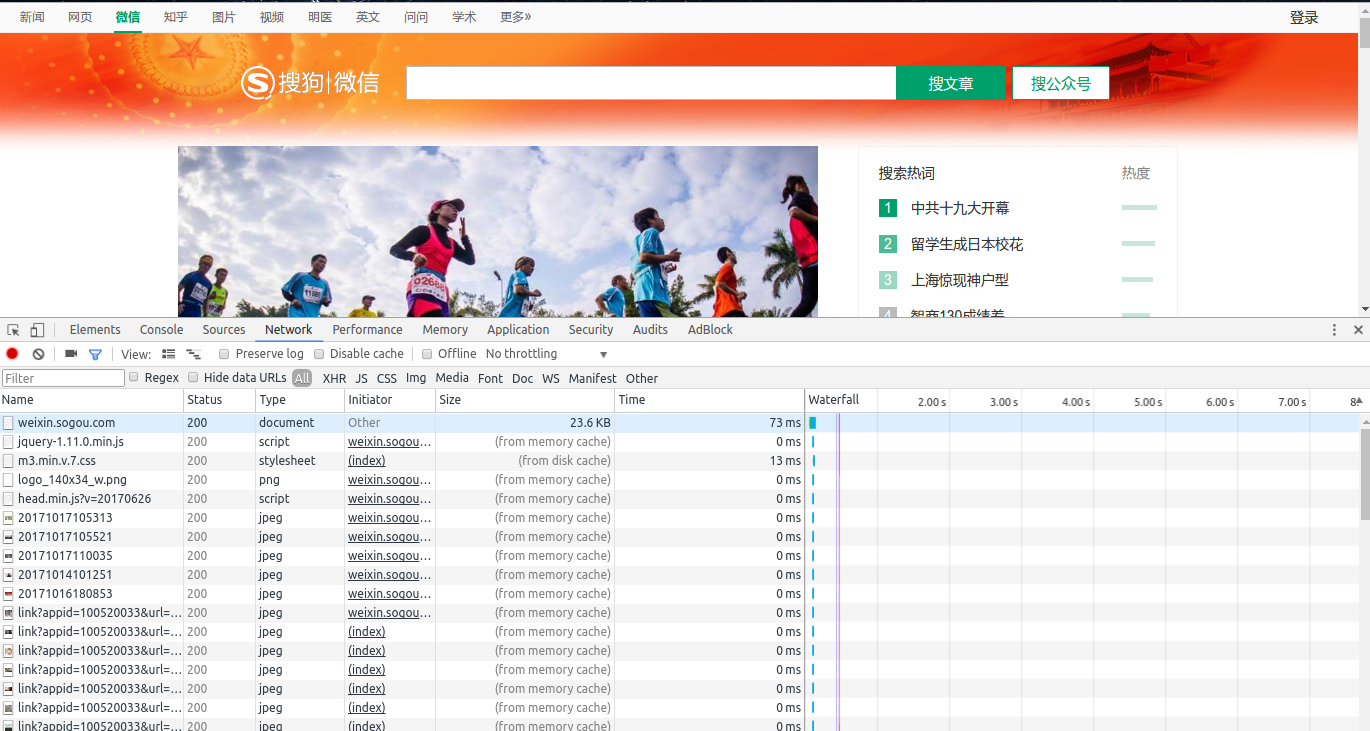 新闻 网页 微信 知乎 图片 视频 明医 英文 问问 学术 更多» 登录
搜狗|微信 搜文章 搜公众号
搜索热词 热度
1 中共十九大开幕
2 留学生成日本校花
3 上海惊现神户型
4 智商130成绩差
02688
11881
Elements Console Sources Network Performance Memory Application Security Audits AdBlock
View: Preserve log Disable cache Offline No throttling
Filter Regex Hide data URLs All XHR JS CSS Img Media Font Doc WS Manifest Other
Name Status Type Initiator Size Time Waterfall 2.00 s 3.00 s 4.00 s 5.00 s 6.00 s 7.00 s 8
weixin.sogou.com 200 document Other 23.6 KB 73 ms
jquery-1.11.0.min.js 200 script weixin.sogou… (from memory cache) 0 ms
m3.min.v.7.css 200 stylesheet (index) (from disk cache) 13 ms
logo_140x34_w.png 200 png weixin.sogou… (from memory cache) 0 ms
head.min.js?v=20170626 200 script weixin.sogou… (from memory cache) 0 ms
20171017105313 200 jpeg weixin.sogou… (from memory cache) 0 ms
20171017105521 200 jpeg weixin.sogou… (from memory cache) 0 ms
20171017110035 200 jpeg weixin.sogou… (from memory cache) 0 ms
20171014101251 200 jpeg weixin.sogou… (from memory cache) 0 ms
20171016180853 200 jpeg weixin.sogou… (from memory cache) 0 ms
link?appid=100520033&url=… 200 jpeg weixin.sogou… (from memory cache) 0 ms
link?appid=100520033&url=… 200 jpeg (index) (from memory cache) 0 ms
link?appid=100520033&url=… 200 jpeg (index) (from memory cache) 0 ms
link?appid=100520033&url=… 200 jpeg (index) (from memory cache) 0 ms
link?appid=100520033&url=… 200 jpeg (index) (from memory cache) 0 ms
link?appid=100520033&url=… 200 jpeg (index) (from memory cache) 0 ms
link?appid=100520033&url=… 200 jpeg (index) (from memory cache) 0 ms